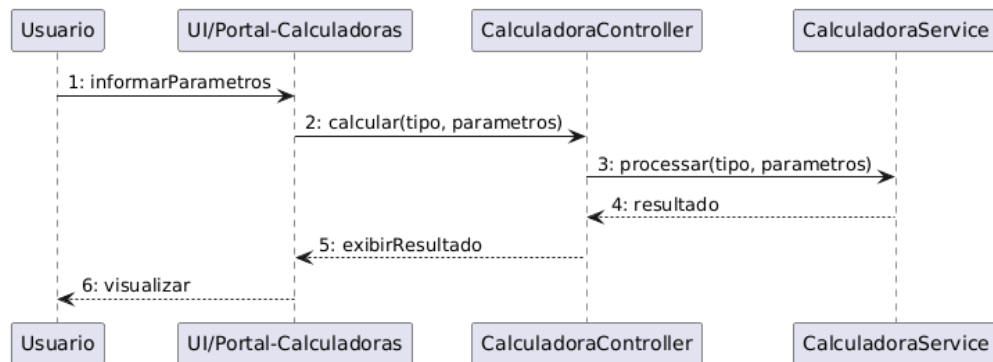 Usuario
UI/Portal-Calculadoras
CalculadoraController
CalculadoraService
1: informarParametros
2: calcular(tipo, parametros)
3: processar(tipo, parametros)
4: resultado
5: exibirResultado
6: visualizar
Usuario
UI/Portal-Calculadoras
CalculadoraController
CalculadoraService